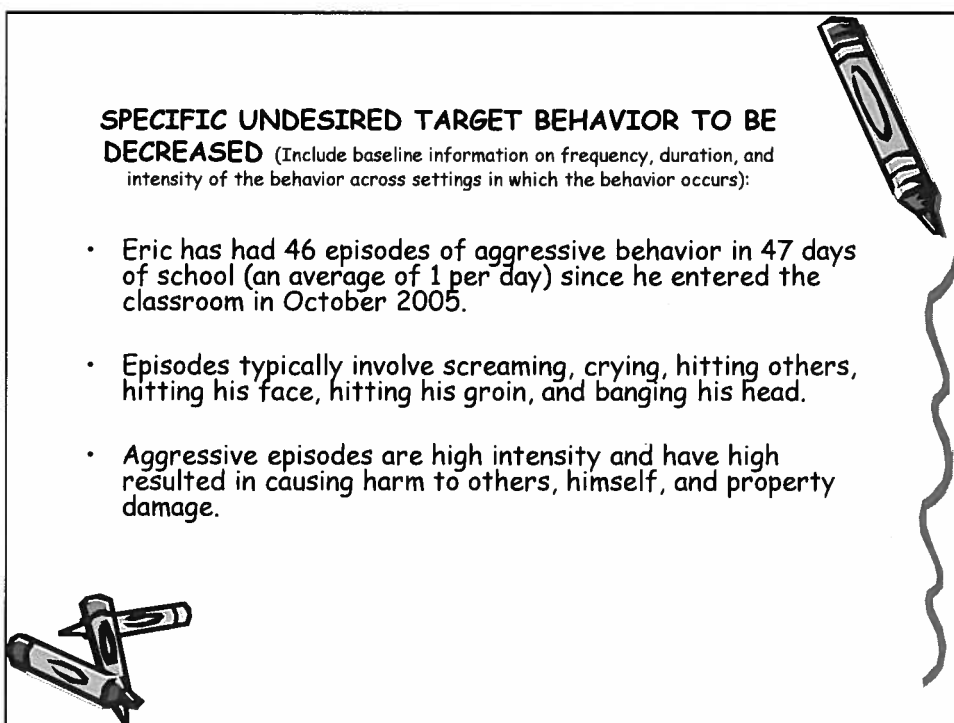 SPECIFIC UNDESIRED TARGET BEHAVIOR TO BE
DECREASED (Include baseline information on frequency, duration, and
intensity of the behavior across settings in which the behavior occurs):
• Eric has had 46 episodes of aggressive behavior in 47 days
of school (an average of 1 per day) since he entered the
classroom in October 2005.
• Episodes typically involve screaming, crying, hitting others,
hitting his face, hitting his groin, and banging his head.
• Aggressive episodes are high intensity and have high
resulted in causing harm to others, himself, and property
damage.